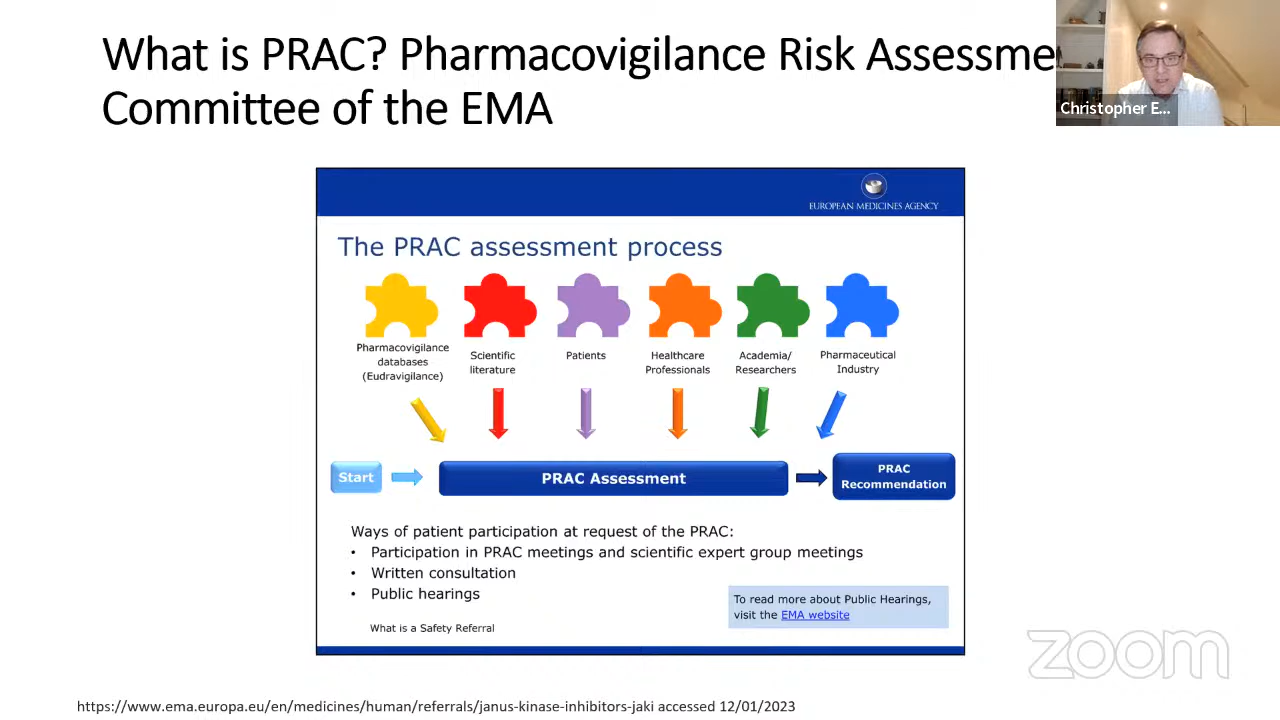 What is PRAC? Pharmacovigilance Risk Assessme
Committee of the EMA
Christopher E...
EUROPEAN MEDICINES AGENCY
The PRAC assessment process
Pharmacovigilance
databases
(Eudravigilance)
Scientific
literature
Patients
Healthcare
Professionals
Academia/
Researchers
Pharmaceutical
Industry
Start
PRAC Assessment
PRAC
Recommendation
Ways of patient participation at request of the PRAC:
• Participation in PRAC meetings and scientific expert group meetings
• Written consultation
• Public hearings
To read more about Public Hearings,
visit the EMA website
What is a Safety Referral
zoom
https://www.ema.europa.eu/en/medicines/human/referrals/janus-kinase-inhibitors-jaki accessed 12/01/2023